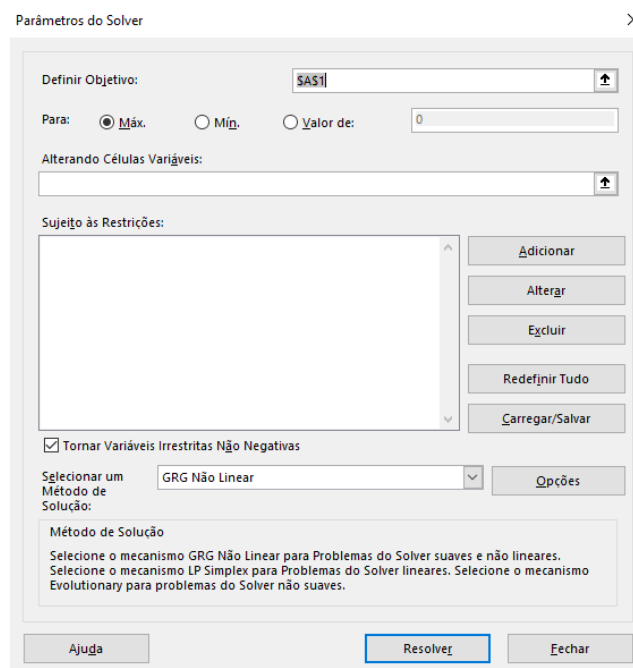 Parâmetros do Solver
Definir Objetivo:
$A$1
Para:
Máx.
Mín.
Valor de:
0
Alterando Células Variáveis:
Sujeito às Restrições:
Adicionar
Alterar
Excluir
Redefinir Tudo
Carregar/Salvar
Tornar Variáveis Irrestritas Não Negativas
Selecionar um
Método de
Solução:
GRG Não Linear
Opções
Método de Solução
Selecione o mecanismo GRG Não Linear para Problemas do Solver suaves e não lineares.
Selecione o mecanismo LP Simplex para Problemas do Solver lineares. Selecione o mecanismo
Evolutionary para problemas do Solver não suaves.
Ajuda
Resolver
Fechar